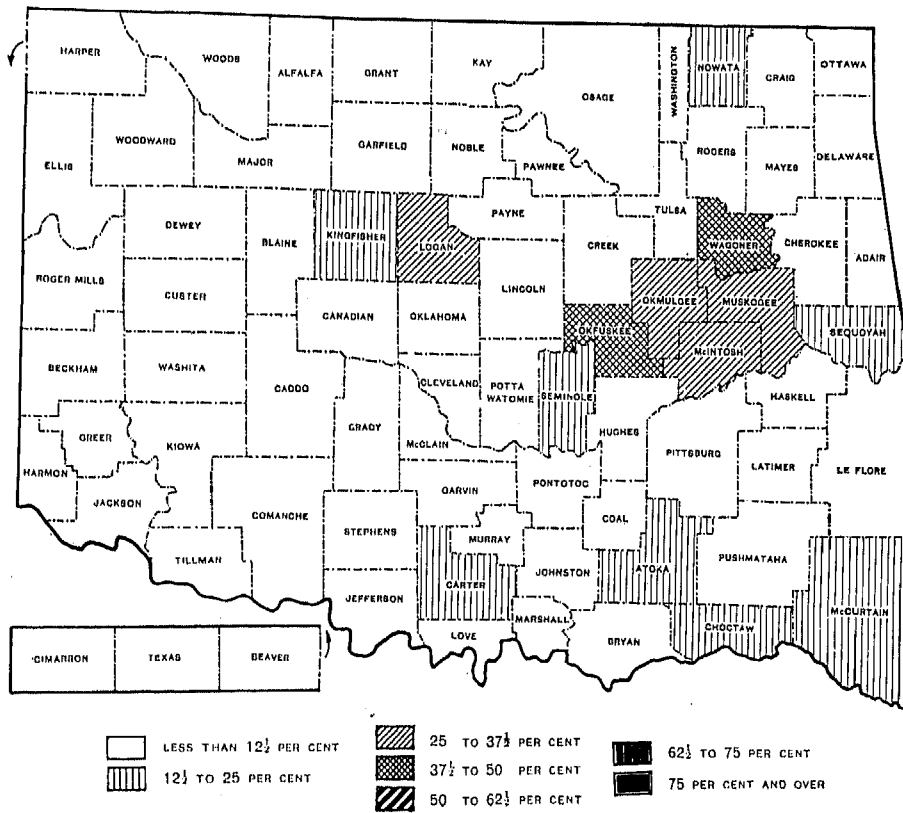 HARPER
WOODS
ALFALFA
GRANT
KAY
OSAGE
WASHINGTON
NOWATA
CRAIG
OTTAWA
ELLIS
WOODWARD
MAJOR
GARFIELD
NOBLE
PAWNEE
ROGERS
MAYES
DELAWARE
DEWEY
BLAINE
KINGFISHER
LOGAN
PAYNE
CREEK
TULSA
WAGONER
CHEROKEE
ADAIR
ROGER MILLS
CUSTER
CANADIAN
OKLAHOMA
LINCOLN
OKMULGEE
MUSKOGEE
OKFUSKEE
McINTOSH
SEQUOYAH
BECKHAM
WASHITA
CADDO
CLEVELAND
POTTA
WATOMIE
SEMINOLE
HASKELL
GREER
KIOWA
GRADY
McCLAIN
HUGHES
PITTSBURG
LATIMER
LE FLORE
HARMON
JACKSON
COMANCHE
GARVIN
PONTOTOC
COAL
STEPHENS
MURRAY
TILLMAN
CARTER
JOHNSTON
ATOKA
PUSHMATAHA
McCURTAIN
JEFFERSON
LOVE
MARSHALL
BRYAN
CHOCTAW
CIMARRON
TEXAS
BEAVER
LESS THAN 12½ PER CENT
12½ TO 25 PER CENT
25 TO 37½ PER CENT
37½ TO 50 PER CENT
50 TO 62½ PER CENT
62½ TO 75 PER CENT
75 PER CENT AND OVER